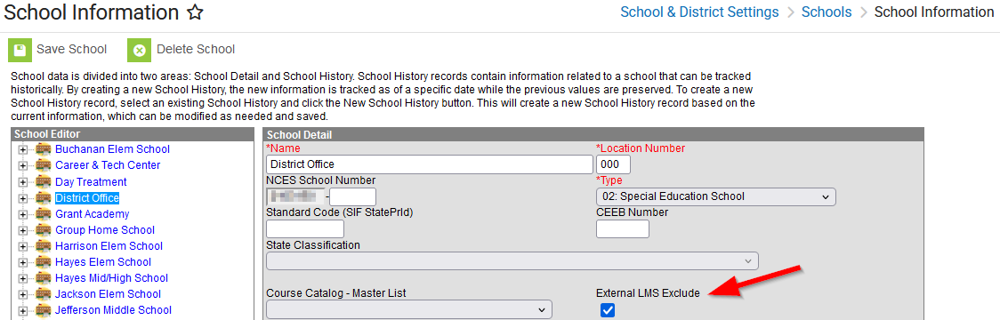 School Information
School & District Settings > Schools > School Information
Save School Delete School
School data is divided into two areas: School Detail and School History. School History records contain information related to a school that can be tracked
historically. By creating a new School History, the new information is tracked as of a specific date while the previous values are preserved. To create a new
School History record, select an existing School History and click the New School History button. This will create a new School History record based on the
current information, which can be modified as needed and saved.
School Editor
Buchanan Elem School
Career & Tech Center
Day Treatment
District Office
Grant Academy
Group Home School
Harrison Elem School
Hayes Elem School
Hayes Mid/High School
Jackson Elem School
Jefferson Middle School
School Detail
*Name *Location Number
District Office 000
NCES School Number *Type
- 02: Special Education School
Standard Code (SIF StatePrId) CEEB Number
State Classification
Course Catalog - Master List External LMS Exclude